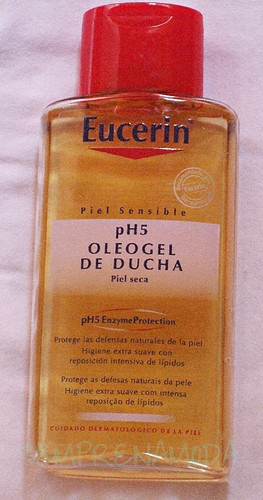 Eucerin
Piel Sensible
pH5
OLEOGEL
DE DUCHA
Piel seca
pH5 EnzymeProtection
Protege las defensas naturales de la piel
Higiene extra suave con
reposición intensiva de lípidos
Protege as defesas naturais da pele
Higiene extra suave com intensa
reposição de lípidos
CUIDADO DERMATOLÓGICO DE LA PIEL